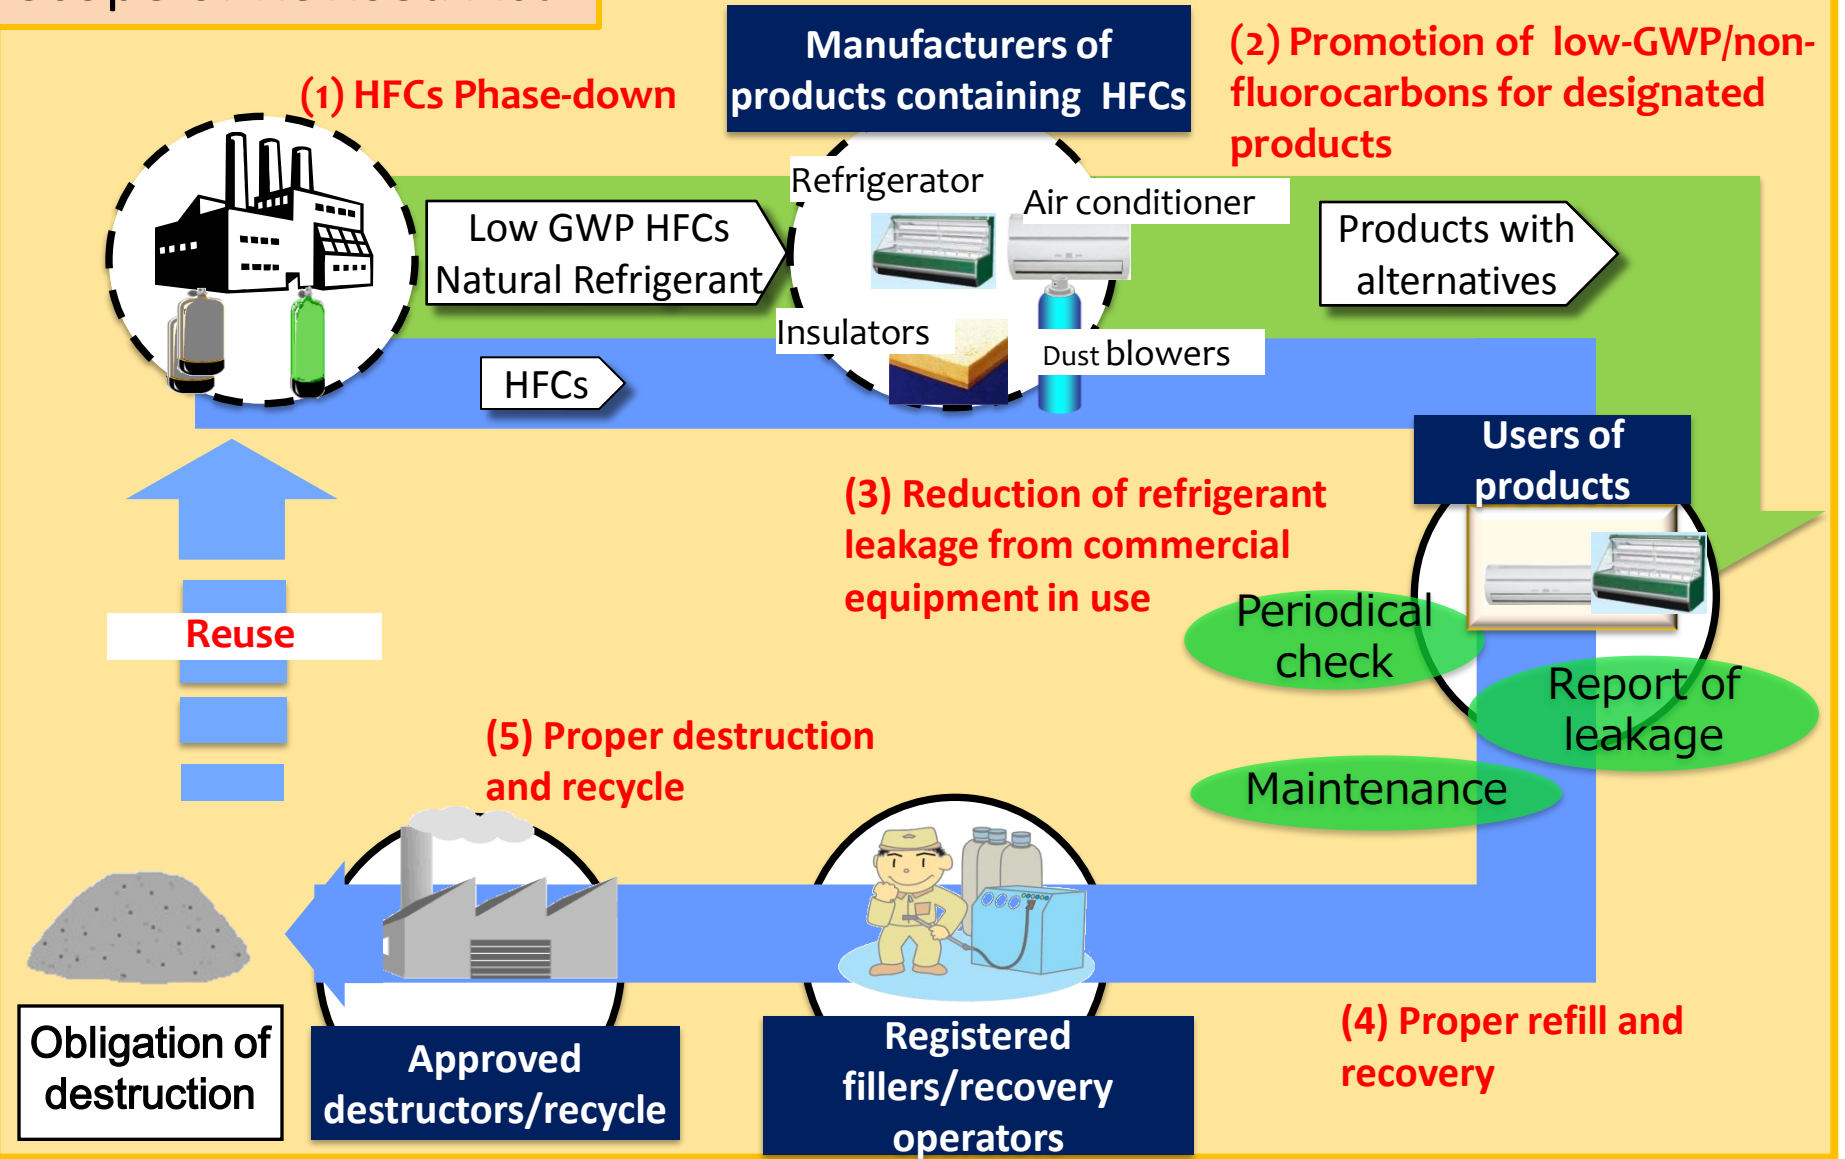 (1) HFCs Phase-down
Manufacturers of
products containing HFCs
(2) Promotion of low-GWP/non-
fluorocarbons for designated
products
Refrigerator
Air conditioner
Low GWP HFCs
Natural Refrigerant
Products with
alternatives
Insulators
Dust blowers
HFCs
Users of
products
(3) Reduction of refrigerant
leakage from commercial
equipment in use
Periodical
check
Report of
leakage
Maintenance
Reuse
(5) Proper destruction
and recycle
Obligation of
destruction
Approved
destructors/recycle
Registered
fillers/recovery
operators
(4) Proper refill and
recovery